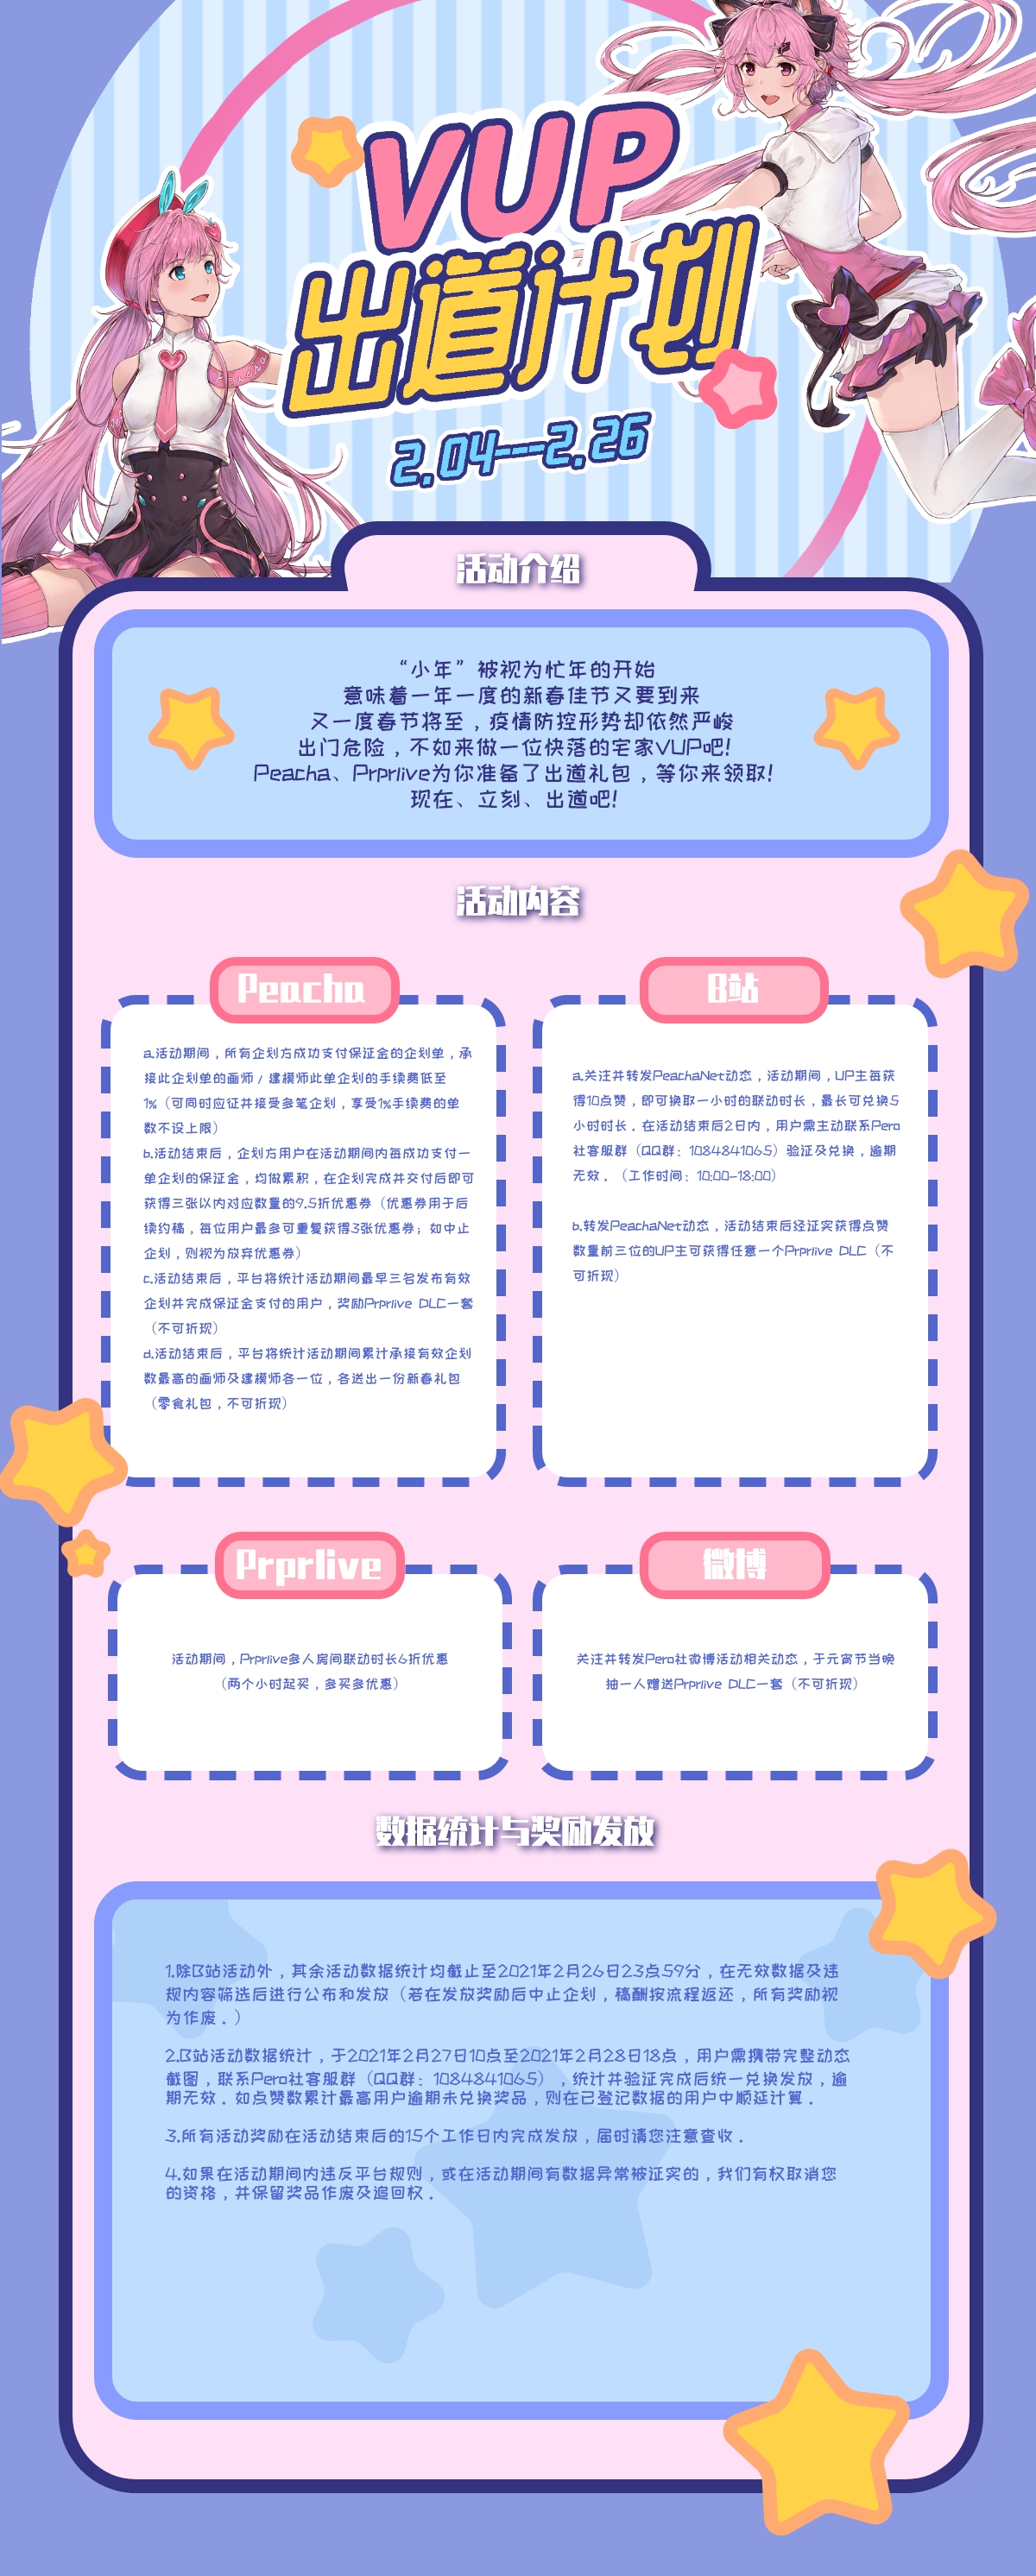 VUP
出道计划
2.04---2.26
活动介绍
“小年”被视为忙年的开始
意味着一年一度的新春佳节又要到来
又一度春节将至，疫情防控形势却依然严峻
出门危险，不如来做一位快落的宅家VUP吧！
Peacha、Prprlive为你准备了出道礼包，等你来领取！
现在、立刻、出道吧！
活动内容
Peacha
a.活动期间，所有企划方成功支付保证金的企划单，承
接此企划单的画师/建模师此单企划的手续费低至
1%（可同时应征并接受多笔企划，享受1%手续费的单
数不设上限）
b.活动结束后，企划方用户在活动期间内每成功支付一
单企划的保证金，均做累积，在企划完成并交付后即可
获得三张以内对应数量的9.5折优惠券（优惠券用于后
续约稿，每位用户最多可重复获得3张优惠券；如中止
企划，则视为放弃优惠券）
c.活动结束后，平台将统计活动期间最早三名发布有效
企划并完成保证金支付的用户，奖励Prprlive DLC一套
（不可折现）
d.活动结束后，平台将统计活动期间累计承接有效企划
数最高的画师及建模师各一位，各送出一份新春礼包
（零食礼包，不可折现）
B站
a.关注并转发PeachaNet动态，活动期间，UP主每获
得10点赞，即可换取一小时的联动时长，最长可兑换5
小时时长．在活动结束后2日内，用户需主动联系Pero
社客服群（QQ群：1084841065）验证及兑换，逾期
无效．（工作时间：10:00-18:00）
b.转发PeachaNet动态，活动结束后经证实获得点赞
数量前三位的UP主可获得任意一个Prprlive DLC（不
可折现）
Prprlive
活动期间，Prprlive多人房间联动时长6折优惠
（两个小时起买，多买多优惠）
微博
关注并转发Pero社微博活动相关动态，于元宵节当晚
抽一人赠送Prprlive DLC一套（不可折现）
数据统计与奖励发放
1.除B站活动外，其余活动数据统计均截止至2021年2月26日23点59分，在无效数据及违
规内容筛选后进行公布和发放（若在发放奖励后中止企划，稿酬按流程返还，所有奖励视
为作废．）
2.B站活动数据统计，于2021年2月27日10点至2021年2月28日18点，用户需携带完整动态
截图，联系Pero社客服群（QQ群：1084841065），统计并验证完成后统一兑换发放，逾
期无效．如点赞数累计最高用户逾期未兑换奖品，则在已登记数据的用户中顺延计算．
3.所有活动奖励在活动结束后的15个工作日内完成发放，届时请您注意查收．
4.如果在活动期间内违反平台规则，或在活动期间有数据异常被证实的，我们有权取消您
的资格，并保留奖品作废及追回权．